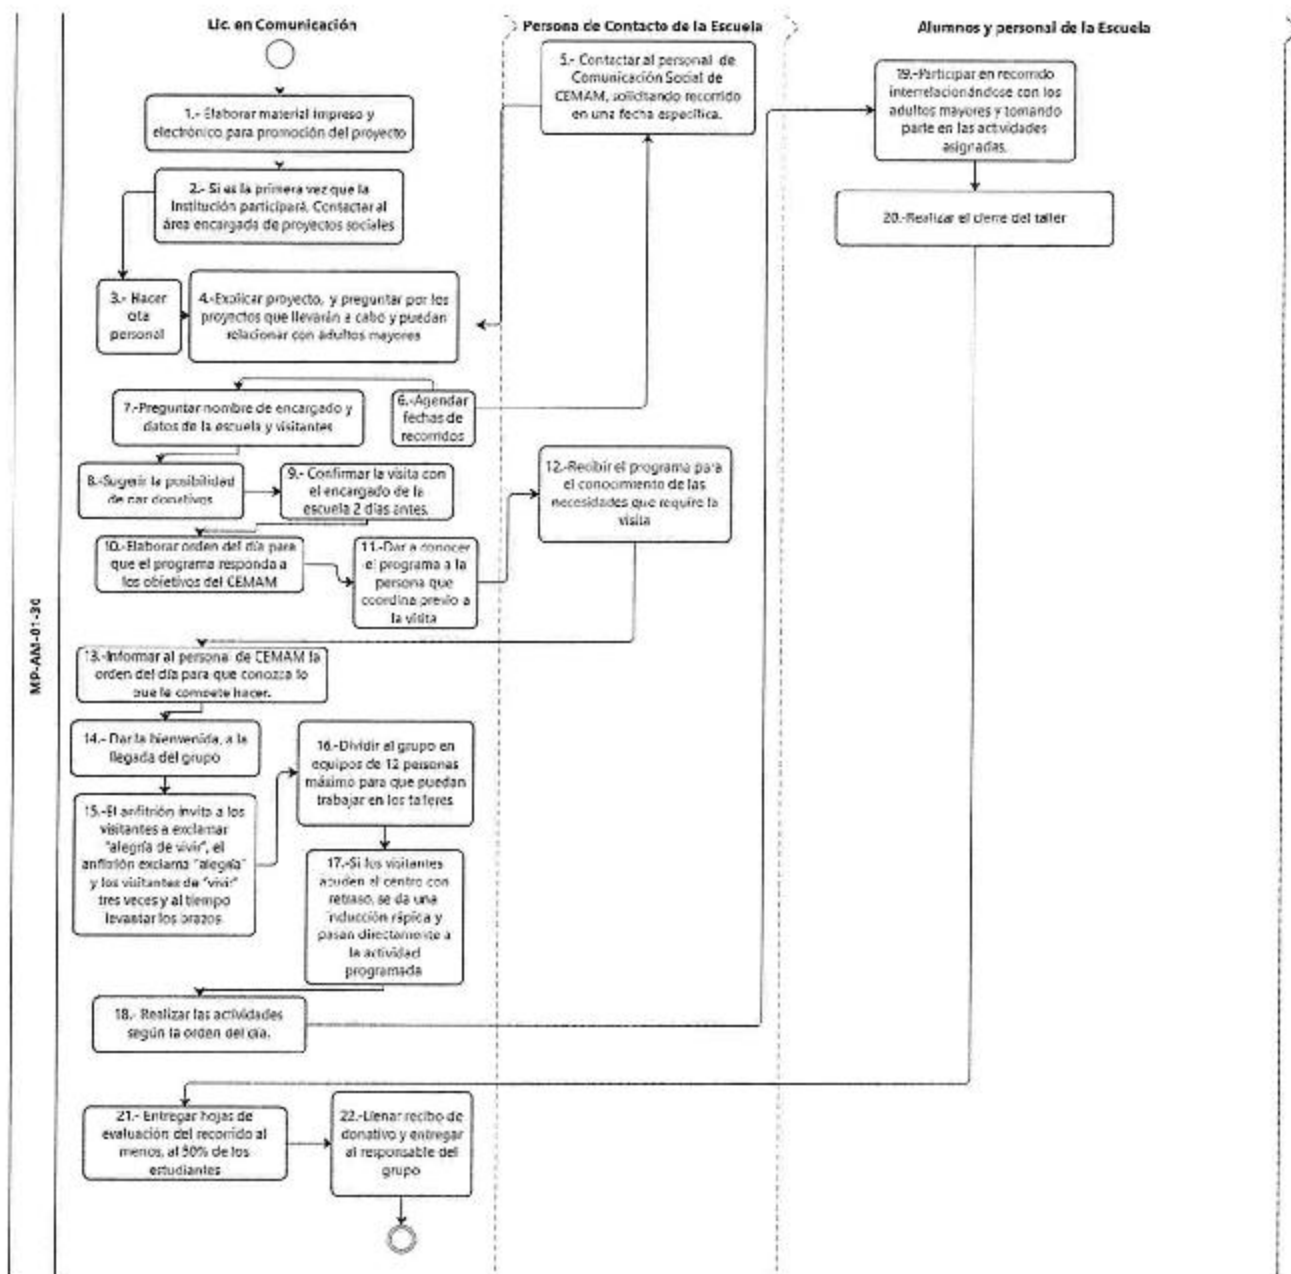 Lic. en Comunicación
Persona de Contacto de la Escuela
Alumnos y personal de la Escuela
MP-AM-01-30
1.- Elaborar material impreso y
electrónico para promoción del proyecto
2.- Si es la primera vez que la
Institución participará. Contactar al
área encargada de proyectos sociales
3.- Hacer
cita
personal
4.-Explicar proyecto, y preguntar por los
proyectos que llevarán a cabo y puedan
relacionar con adultos mayores
5.- Contactar al personal de
Comunicación Social de
CEMAM, solicitando recorrido
en una fecha específica.
6.-Agendar
fechas de
recorridos
7.-Preguntar nombre de encargado y
datos de la escuela y visitantes
8.-Sugerir la posibilidad
de dar donativos
9.- Confirmar la visita con
el encargado de la
escuela 2 días antes.
10.-Elaborar orden del día para
que el programa responda a
los objetivos del CEMAM
11.-Dar a conocer
el programa a la
persona que
coordina previo a
la visita
12.-Recibir el programa para
el conocimiento de las
necesidades que require la
visita
13.-Informar al personal de CEMAM la
orden del día para que conozca lo
que le compete hacer.
14.- Dar la bienvenida, a la
llegada del grupo
15.-El anfitrión invita a los
visitantes a exclamar
"alegría de vivir", el
anfitrión exclama "alegría"
y los visitantes de "vivir"
tres veces y al tiempo
levantar los brazos
16.-Dividir al grupo en
equipos de 12 personas
máximo para que puedan
trabajar en los talleres
17.-Si los visitantes
acuden al centro con
retraso, se da una
inducción rápida y
pasan directamente a
la actividad
programada
18.- Realizar las actividades
según la orden del día.
19.-Participar en recorrido
interrelacionándose con los
adultos mayores y tomando
parte en las actividades
asignadas.
20.-Realizar el cierre del taller
21.- Entregar hojas de
evaluación del recorrido al
menos, al 50% de los
estudiantes
22.-Llenar recibo de
donativo y entregar
al responsable del
grupo